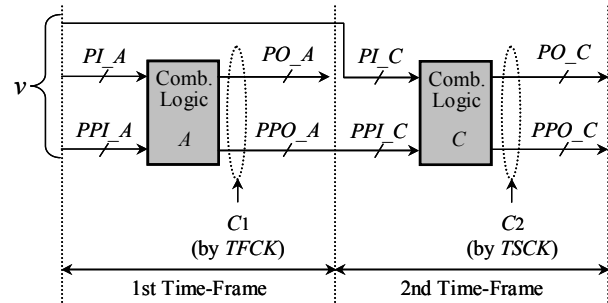 v
PI_A
PO_A
PI_C
PO_C
Comb.
Logic
A
Comb.
Logic
C
PPI_A
PPO_A
PPI_C
PPO_C
C1
(by TFCK)
C2
(by TSCK)
1st Time-Frame
2nd Time-Frame